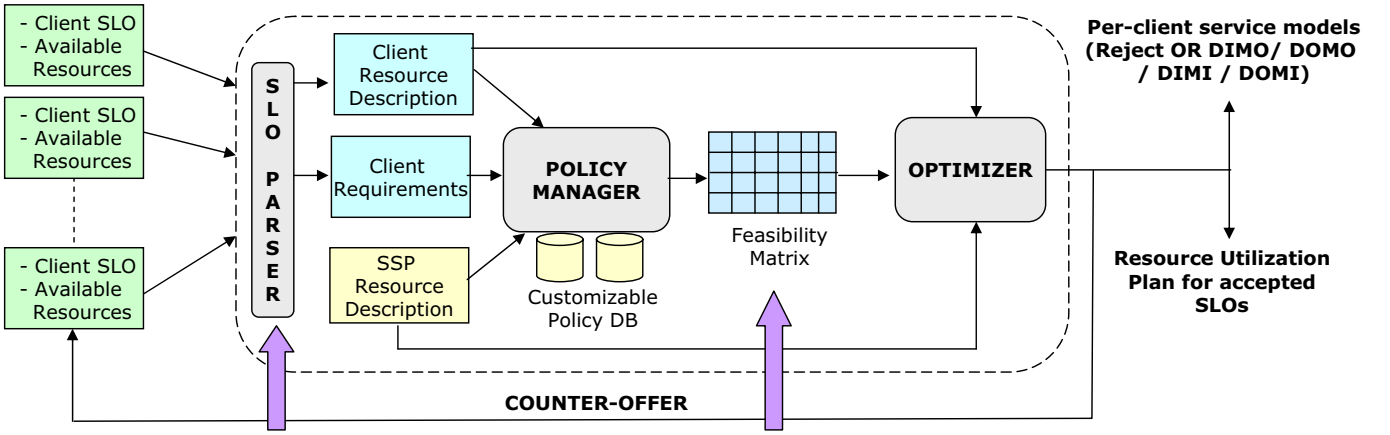 - Client SLO
- Available
Resources
- Client SLO
- Available
Resources
- Client SLO
- Available
Resources
SLO PARSER
Client
Resource
Description
Client
Requirements
SSP
Resource
Description
POLICY
MANAGER
Customizable
Policy DB
Feasibility
Matrix
OPTIMIZER
Per-client service models
(Reject OR DIMO/ DOMO
/ DIMI / DOMI)
Resource Utilization
Plan for accepted
SLOs
COUNTER-OFFER